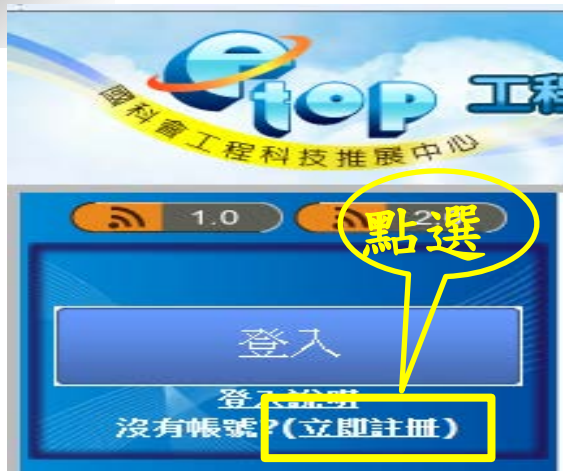 etop 工程
國科會工程科技推展中心
1.0
2.
點選
登入
登入說明
沒有帳號?(立即註冊)